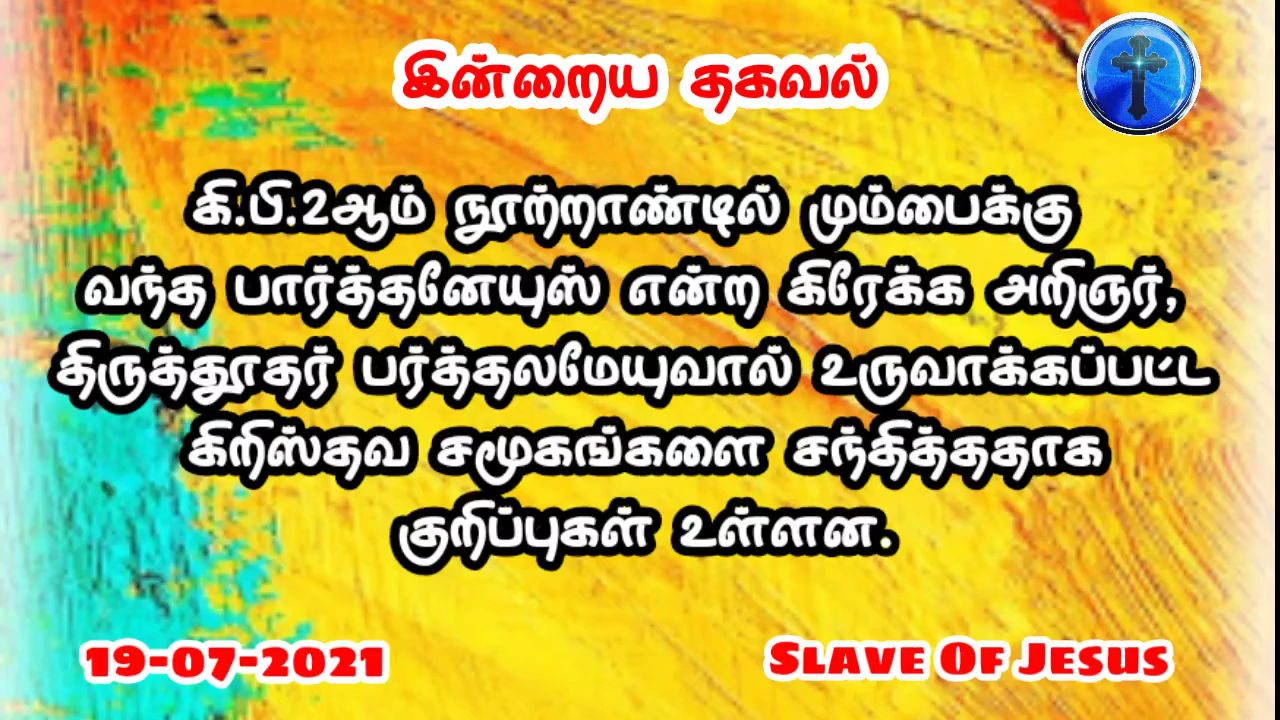 இன்றைய தகவல்
கி.பி.2ஆம் நூற்றாண்டில் மும்பைக்கு
வந்த பார்த்தனேயுஸ் என்ற கிரேக்க அறிஞர்,
திருத்தூதர் பர்த்தலமேயுவால் உருவாக்கப்பட்ட
கிறிஸ்தவ சமூகங்களை சந்தித்ததாக
குறிப்புகள் உள்ளன.
19-07-2021
Slave Of Jesus